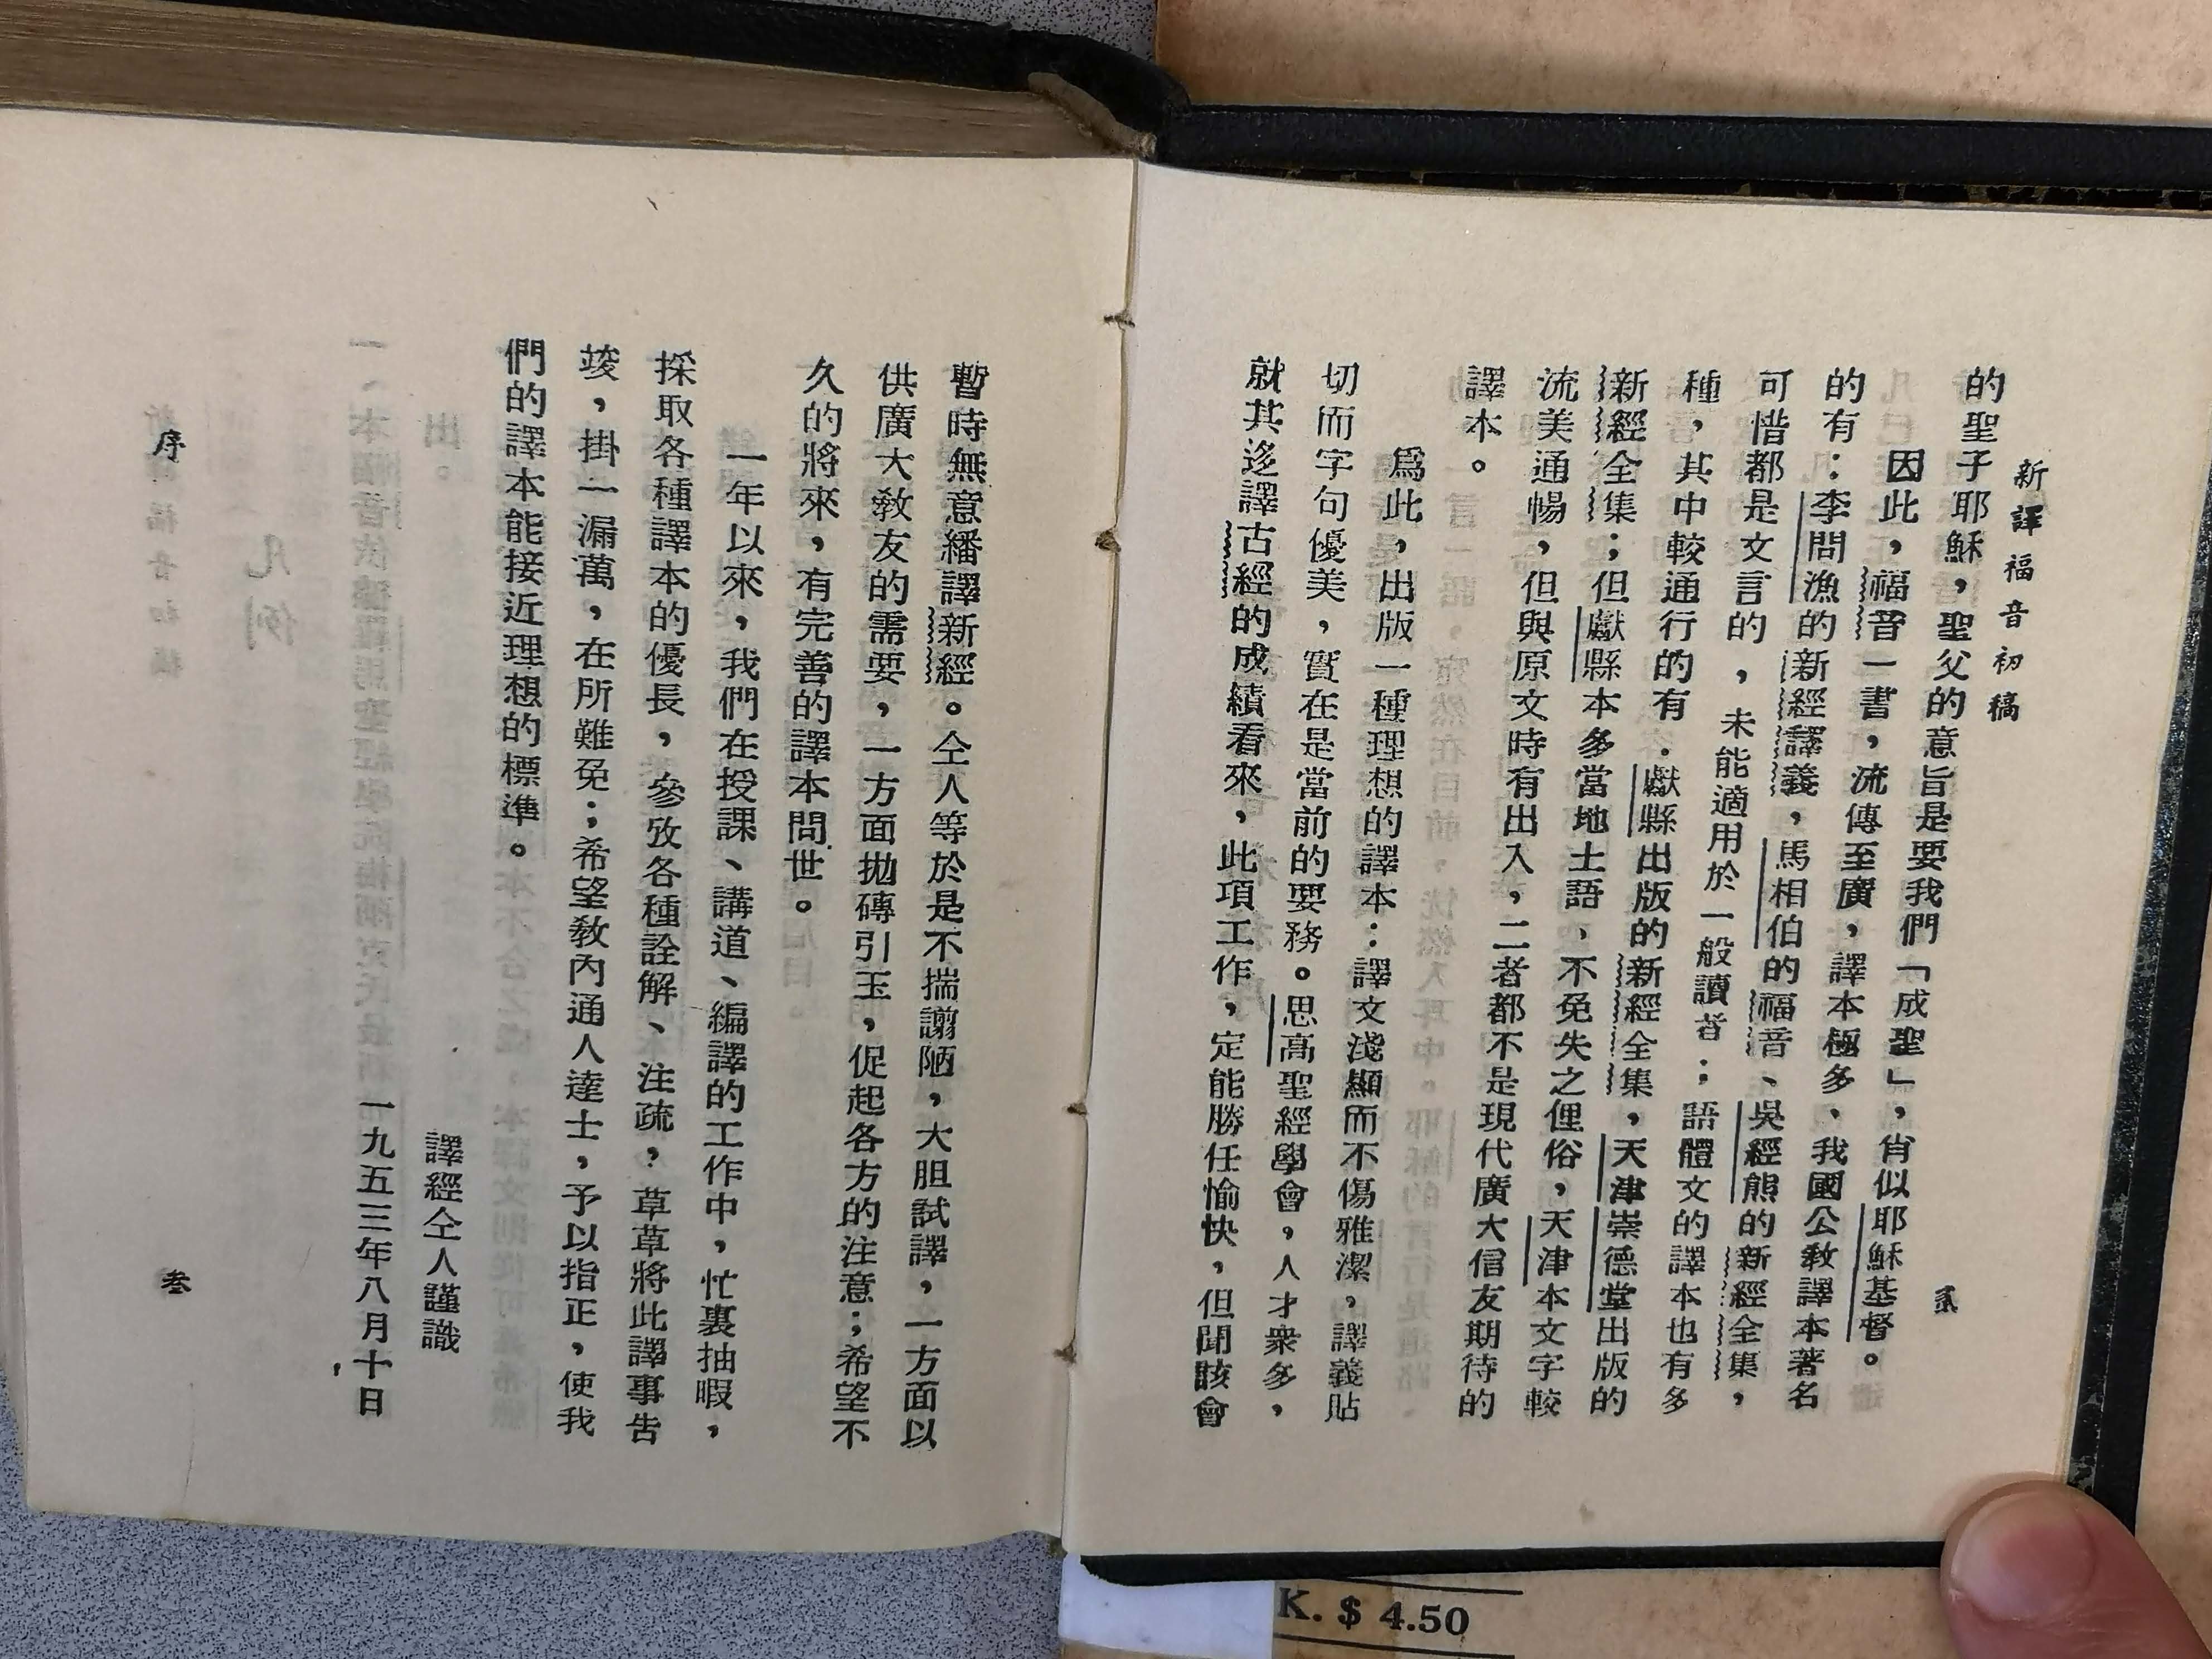 新譯福音初稿
貳
的聖子耶穌，聖父的意旨是要我們「成聖」，肖似耶穌基督。
因此，福音一書，流傳至廣，譯本極多、我國公教譯本著名
的有：李問漁的新經譯義，馬相伯的福音、吳經熊的新經全集，
可惜都是文言的，未能適用於一般讀者；語體文的譯本也有多
種，其中較通行的有．獻縣出版的新經全集，天津崇德堂出版的
新經全集；但獻縣本多當地土語、不免失之俚俗，天津本文字較
流美通暢，但與原文時有出入，二者都不是現代廣大信友期待的
譯本。
爲此，出版一種理想的譯本：譯文淺顯而不傷雅潔，譯義貼
切而字句優美，實在是當前的要務。思高聖經學會，人才衆多，
就其迻譯古經的成績看來，此項工作，定能勝任愉快，但聞該會
暫時無意繙譯新經。仝人等於是不揣譾陋，大胆試譯，一方面以
供廣大教友的需要，一方面拋磚引玉，促起各方的注意；希望不
久的將來，有完善的譯本問世。
一年以來，我們在授課、講道、編譯的工作中，忙裏抽暇，
採取各種譯本的優長，參攷各種詮解、注疏，草草將此譯事告
竣，掛一漏萬，在所難免；希望教內通人達士，予以指正，使我
們的譯本能接近理想的標準。
譯經仝人謹識
一九五三年八月十日
序
叁
K. $ 4.50